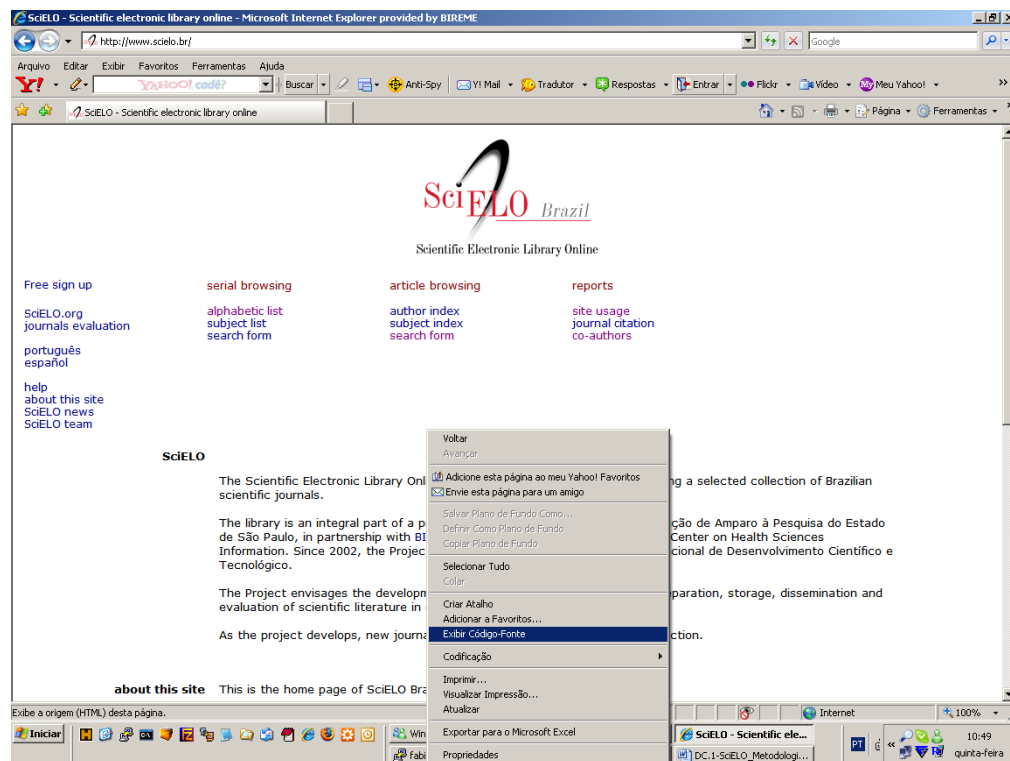 SciELO - Scientific electronic library online - Microsoft Internet Explorer provided by BIREME
http://www.scielo.br/
Google
Arquivo Editar Exibir Favoritos Ferramentas Ajuda
Y! YAHOO! cadê? Buscar Anti-Spy Y! Mail Tradutor Respostas Entrar Flickr Vídeo My Meu Yahoo! »
SciELO - Scientific electronic library online
Página Ferramentas
SciELO Brazil
Scientific Electronic Library Online
Free sign up serial browsing article browsing reports
SciELO.org alphabetic list author index site usage
journals evaluation subject list subject index journal citation
search form search form co-authors
português
español
help
about this site
SciELO news
SciELO team
SciELO
The Scientific Electronic Library Onl
g a selected collection of Brazilian
scientific journals.
The library is an integral part of a p
ção de Amparo à Pesquisa do Estado
de São Paulo, in partnership with BI
Center on Health Sciences
Information. Since 2002, the Projec
cional de Desenvolvimento Científico e
Tecnológico.
The Project envisages the developm
paration, storage, dissemination and
evaluation of scientific literature in
As the project develops, new journa
ction.
about this site This is the home page of SciELO Bra
Voltar
Avançar
Adicione esta página ao meu Yahoo! Favoritos
Envie esta página para um amigo
Salvar Plano de Fundo Como...
Definir Como Plano de Fundo
Copiar Plano de Fundo
Selecionar Tudo
Colar
Criar Atalho
Adicionar a Favoritos...
Exibir Código-Fonte
Codificação
Imprimir...
Visualizar Impressão...
Atualizar
Exportar para o Microsoft Excel
Propriedades
Exibe a origem (HTML) desta página.
Internet 100%
Iniciar
Win
fabi
SciELO - Scientific ele...
DC.1-SciELO_Metodologi...
PT
«
10:49
quinta-feira